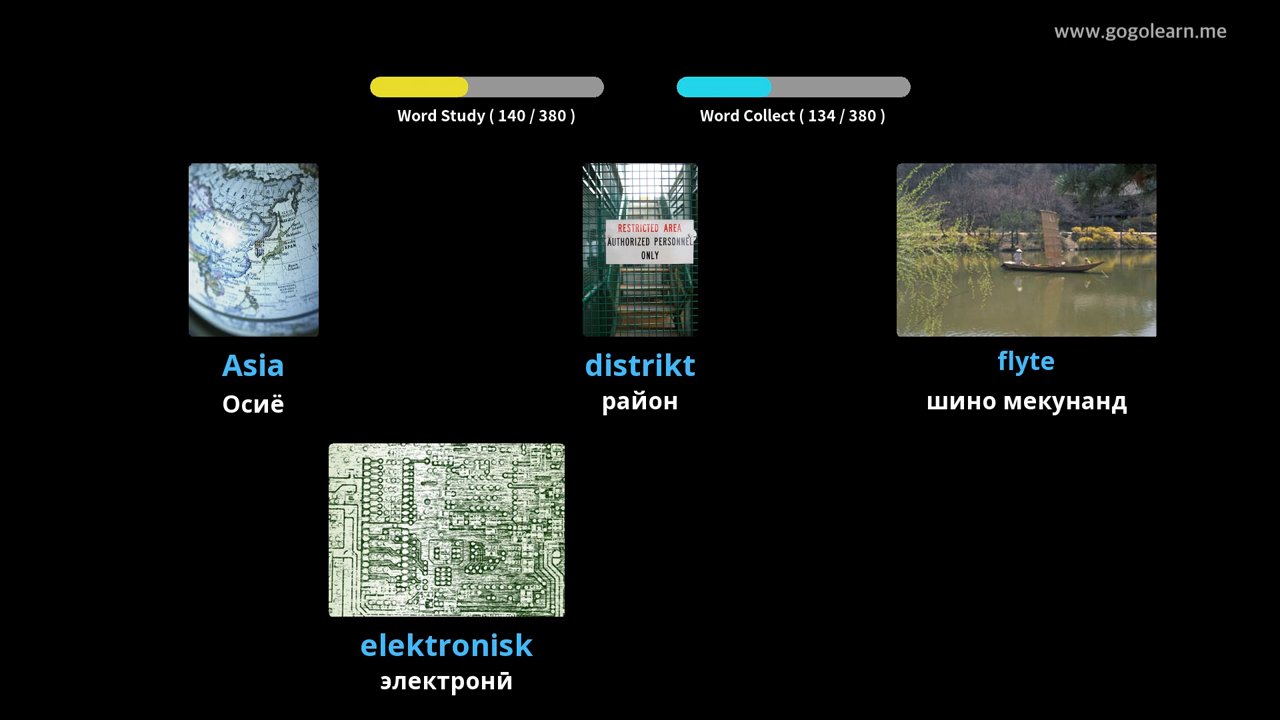 www.gogolearn.me
Word Study ( 140 / 380 )
Word Collect ( 134 / 380 )
RESTRICTED AREA
AUTHORIZED PERSONNEL
ONLY
Asia
Осиё
distrikt
район
flyte
шино мекунанд
elektronisk
электронӣ